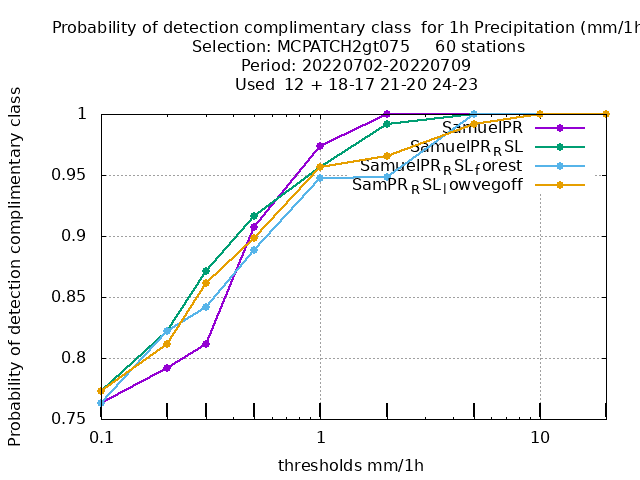 Probability of detection complimentary class  for 1h Precipitation (mm/1h
Selection: MCPATCH2gt075     60 stations
Period: 20220702-20220709
Used  12 + 18-17 21-20 24-23
Probability of detection complimentary class
1
0.95
0.9
0.85
0.8
0.75
0.1
1
10
thresholds mm/1h
SamuelPR
SamuelPR_RSL
SamuelPR_RSL_forest
SamPR_RSL_lowvegoff